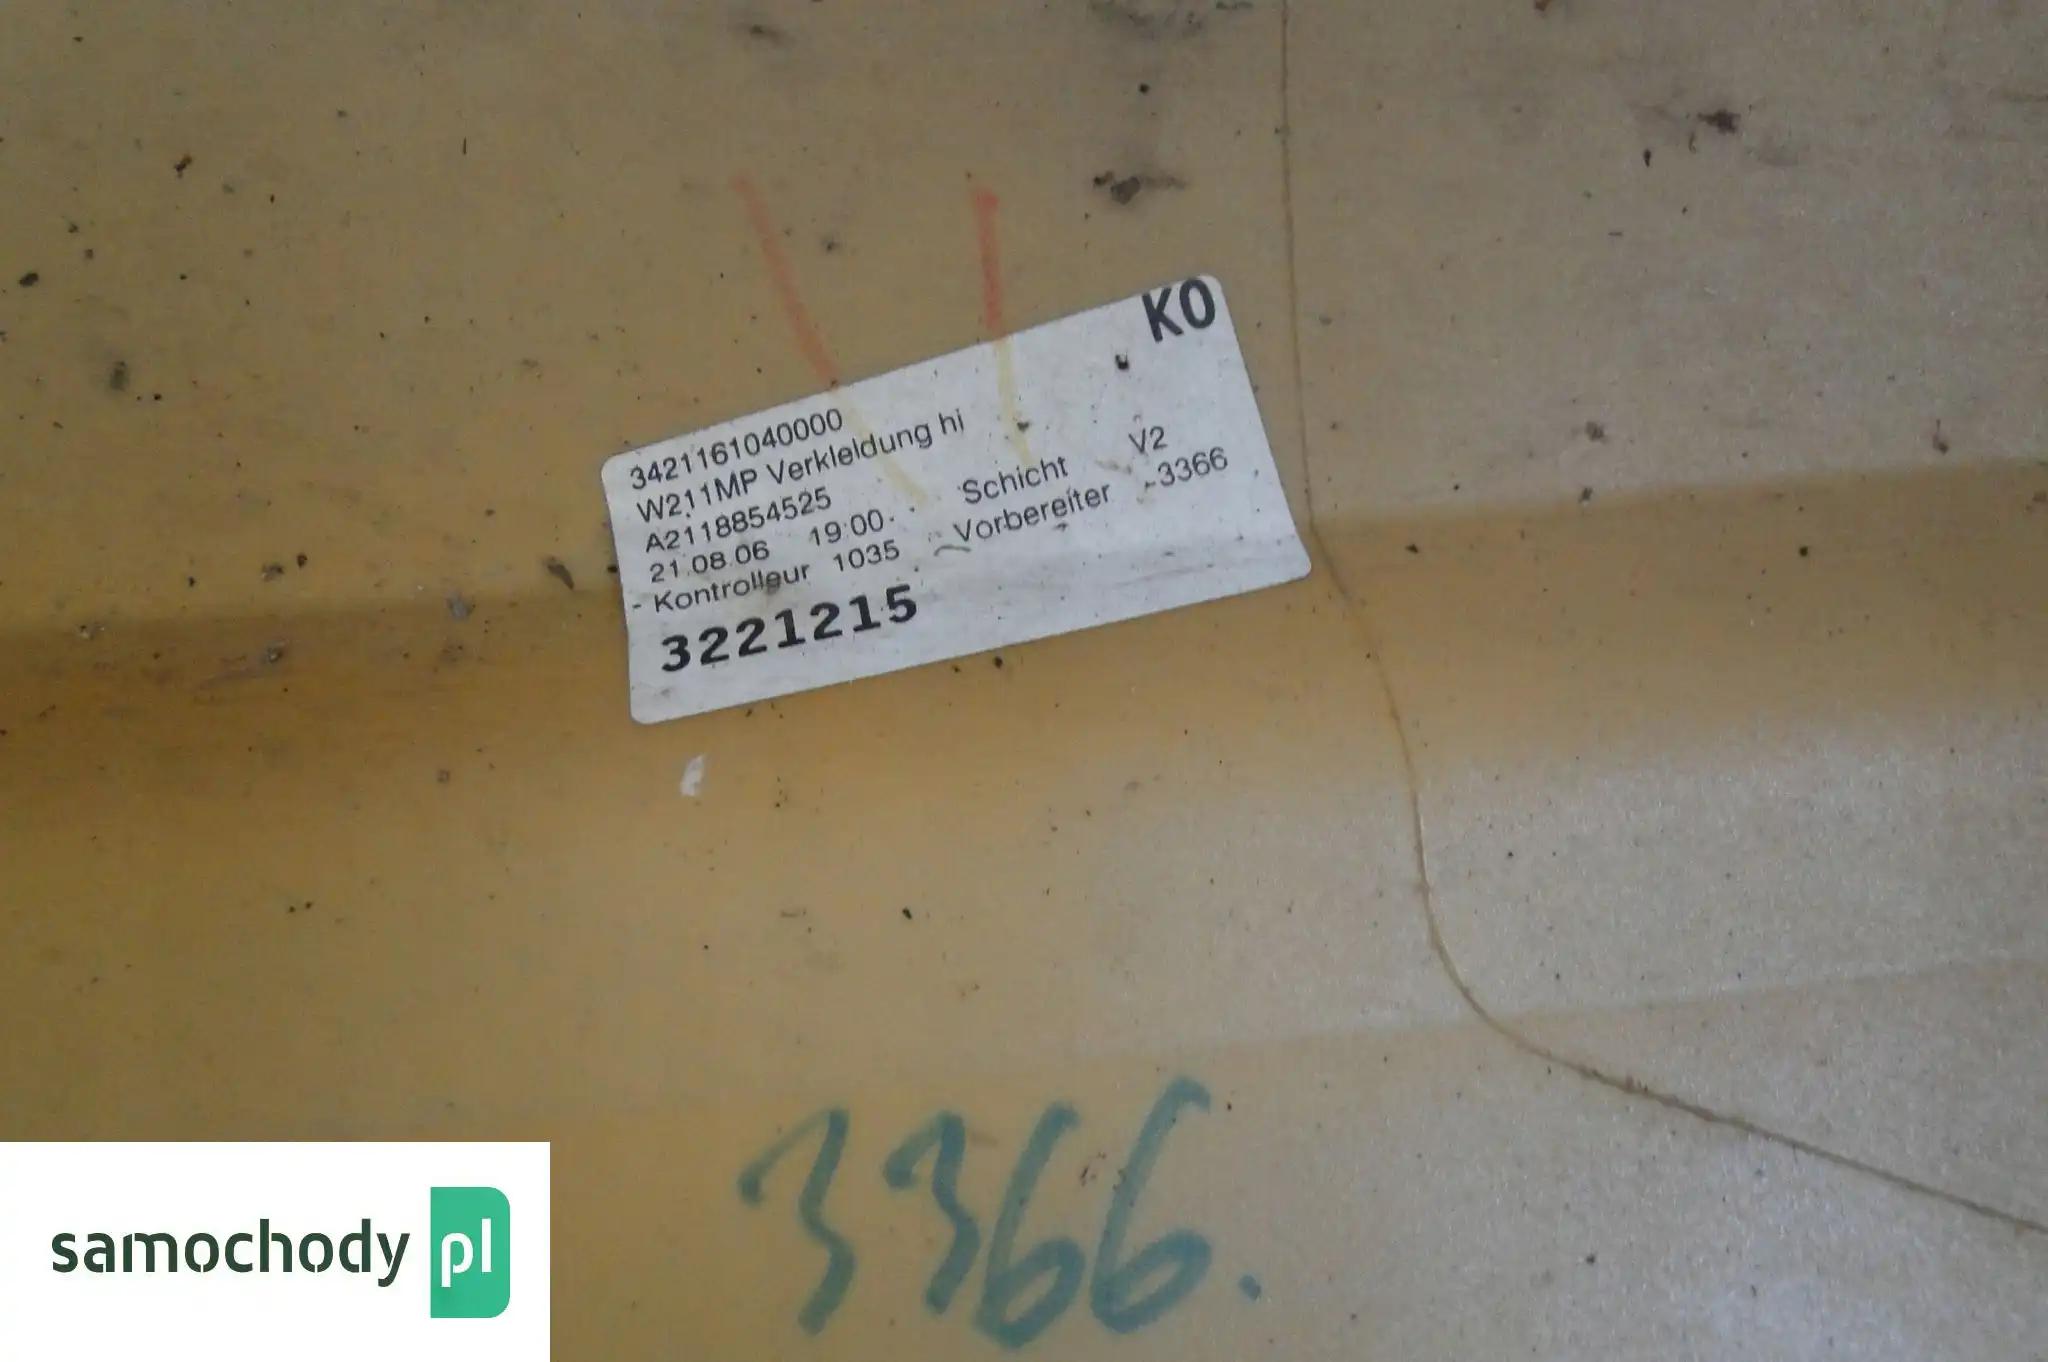 KO
3421161040000
W211MP Verkleidung hi
A2118854525
21.08.06 19:00. Schicht V2
- Kontrolleur 1035 Vorbereiter -3366
3221215
3366.
samochody pl